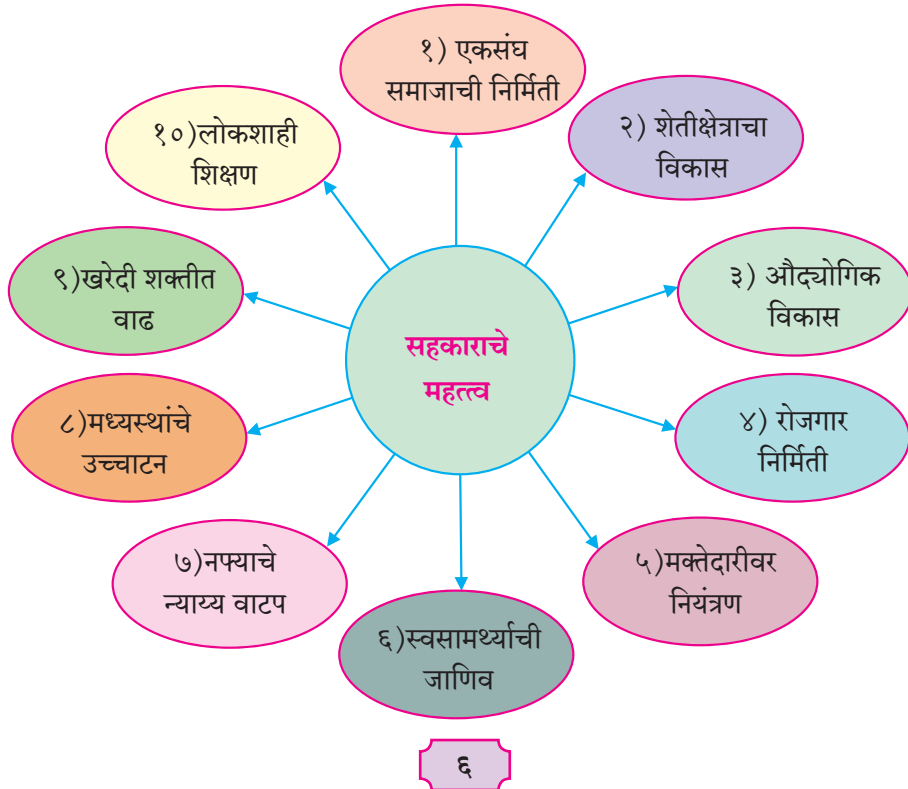 १) एकसंघ
समाजाची निर्मिती
२) शेतीक्षेत्राचा
विकास
३) औद्योगिक
विकास
४) रोजगार
निर्मिती
५)मक्तेदारीवर
नियंत्रण
६)स्वसामर्थ्याची
जाणिव
७)नफ्याचे
न्याय्य वाटप
८)मध्यस्थांचे
उच्चाटन
९)खरेदी शक्तीत
वाढ
१०)लोकशाही
शिक्षण
सहकाराचे
महत्त्व
६